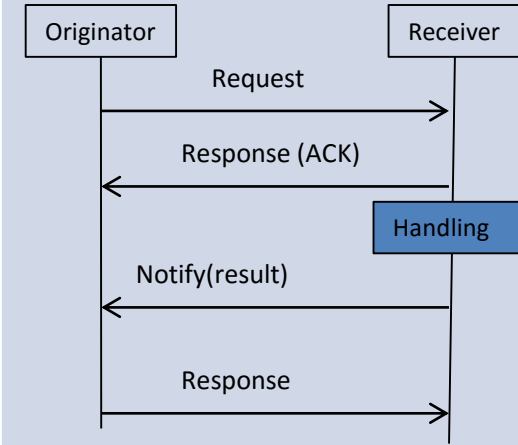 Originator
Receiver
Request
Response (ACK)
Handling
Notify(result)
Response